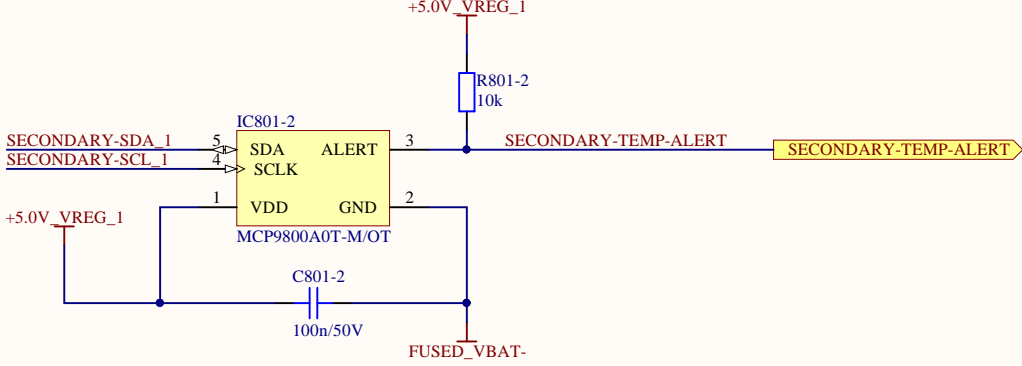 +5.0V_VREG_1
R801-2
10k
IC801-2
SECONDARY-SDA_1
5
SDA
ALERT
3
SECONDARY-TEMP-ALERT
SECONDARY-TEMP-ALERT
SECONDARY-SCL_1
4
SCLK
1
VDD
GND
2
+5.0V_VREG_1
MCP9800A0T-M/OT
C801-2
100n/50V
FUSED_VBAT-